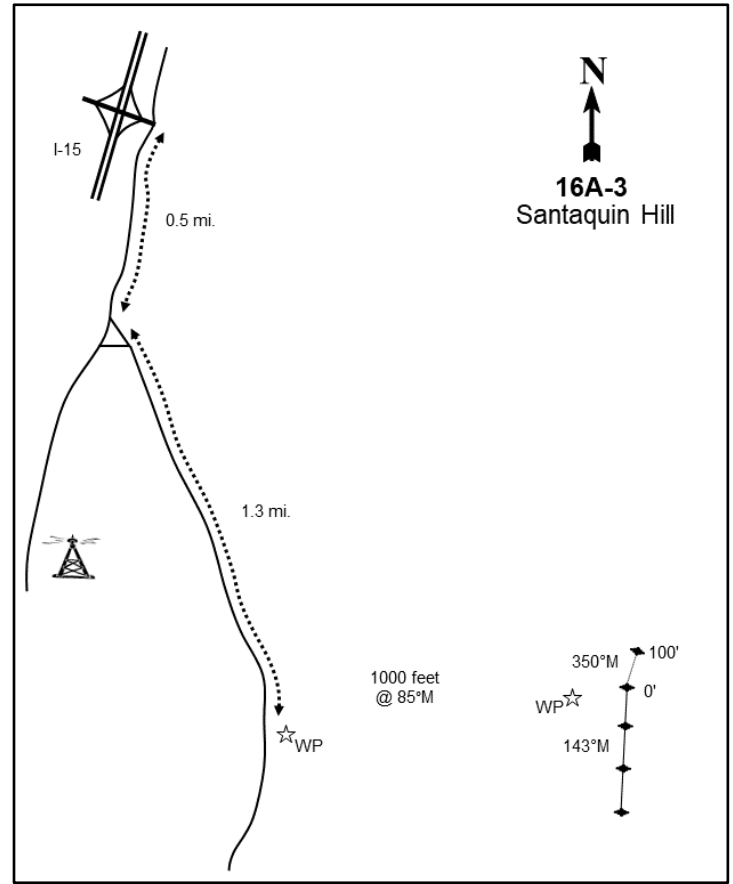 N
16A-3
Santaquin Hill
I-15
0.5 mi.
1.3 mi.
1000 feet
@ 85°M
350°M
100'
WP
0'
143°M
WP